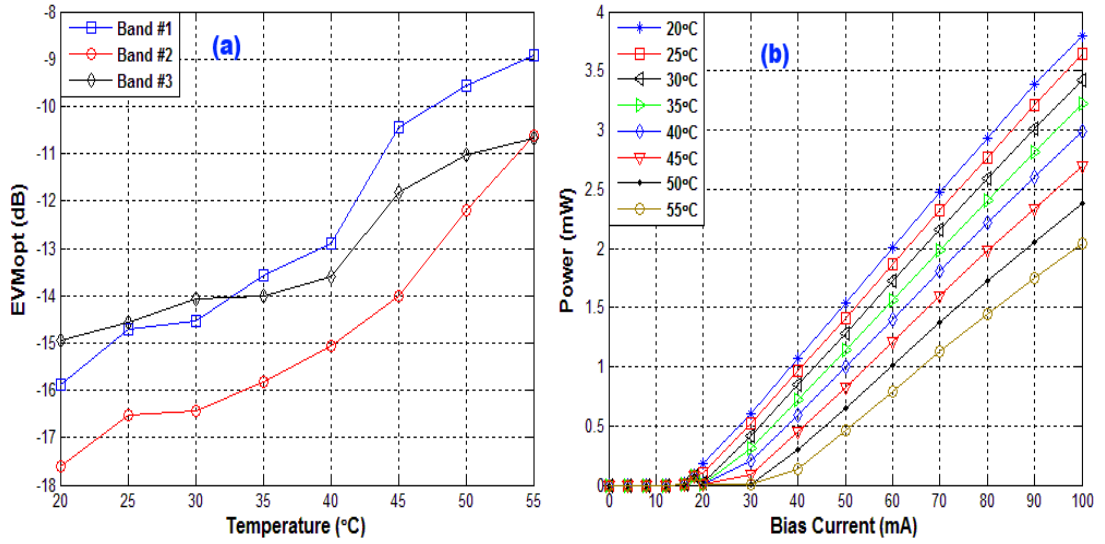 (a)
Band #1
Band #2
Band #3
EVMopt (dB)
-8
-9
-10
-11
-12
-13
-14
-15
-16
-17
-18
20 25 30 35 40 45 50 55
Temperature (°C)
(b)
20°C
25°C
30°C
35°C
40°C
45°C
50°C
55°C
Power (mW)
4
3.5
3
2.5
2
1.5
1
0.5
0
0 10 20 30 40 50 60 70 80 90 100
Bias Current (mA)